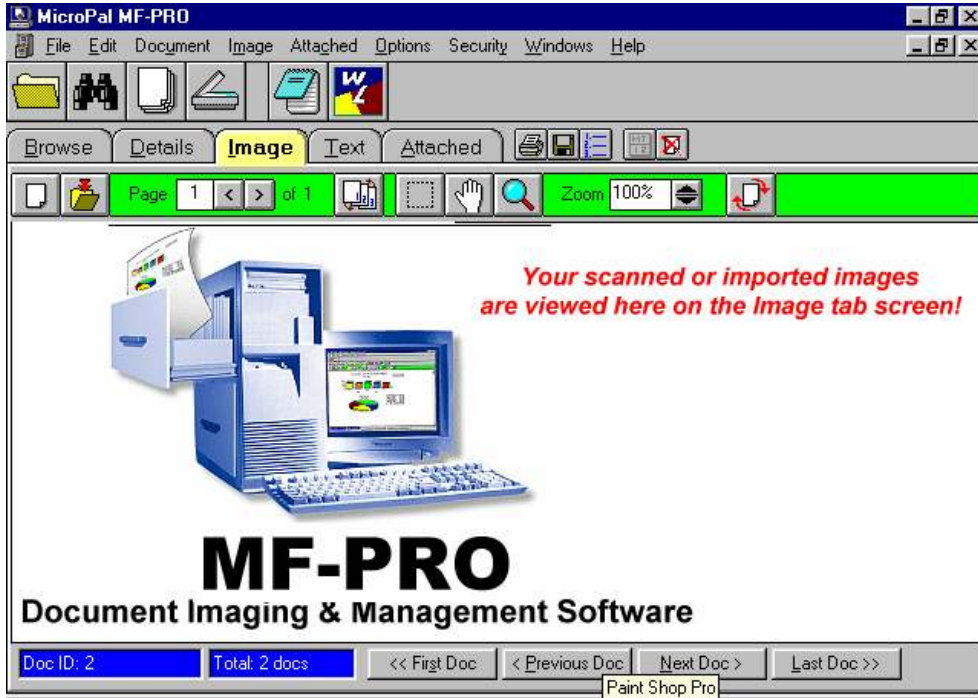 MicroPal MF-PRO
File Edit Document Image Attached Options Security Windows Help
W L
Browse Details Image Text Attached
Page 1 < > of 1 Zoom 100%
Your scanned or imported images
are viewed here on the Image tab screen!
MF-PRO
Document Imaging & Management Software
Doc ID: 2 Total: 2 docs << First Doc < Previous Doc Next Doc > Last Doc >>
Paint Shop Pro